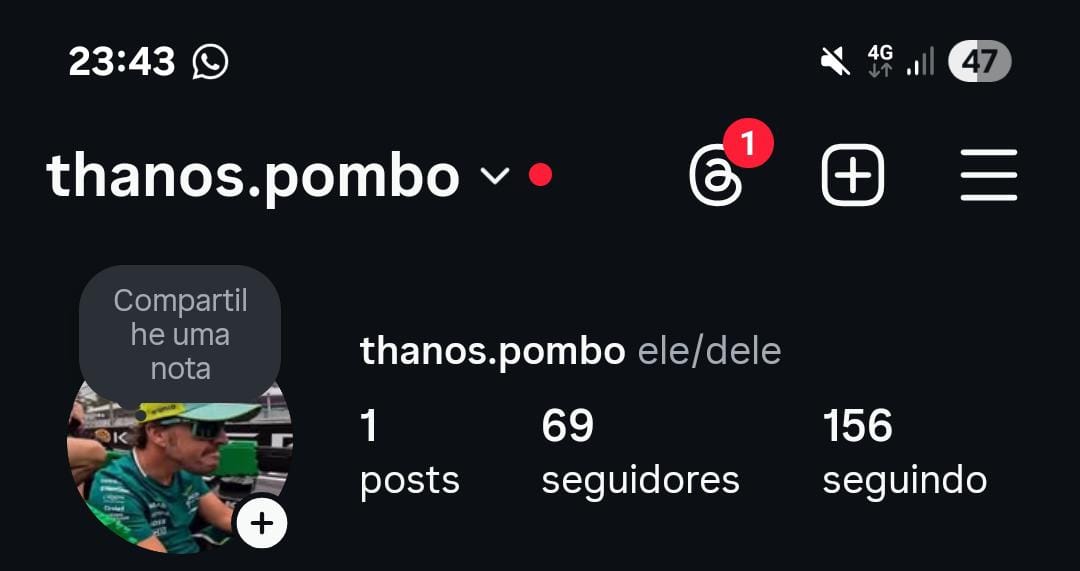 23:43 4G 47
thanos.pombo 1
Compartil
he uma
nota
thanos.pombo ele/dele
1 69 156
posts seguidores seguindo